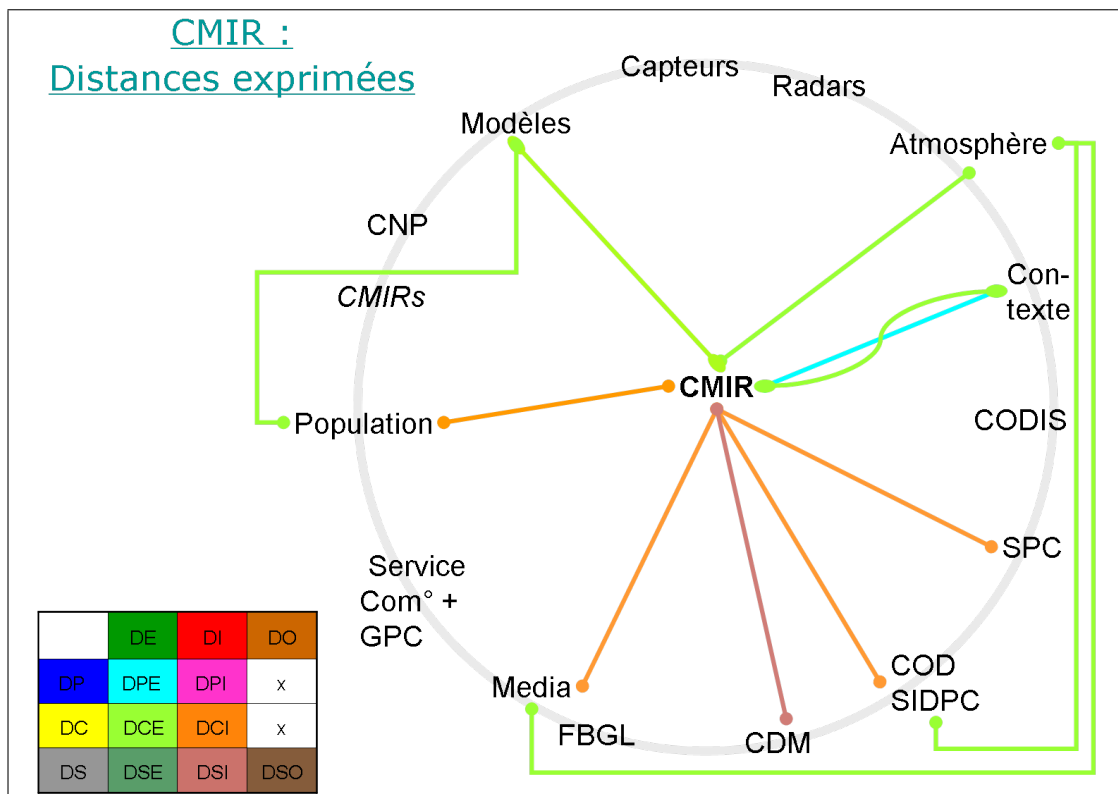 CMIR :
Distances exprimées
Capteurs
Radars
Modèles
Atmosphère
CNP
Con-
texte
CMIRs
CMIR
Population
CODIS
SPC
Service
Com° +
GPC
COD
SIDPC
Media
FBGL
CDM
DE DI DO
DP DPE DPI x
DC DCE DCI x
DS DSE DSI DSO